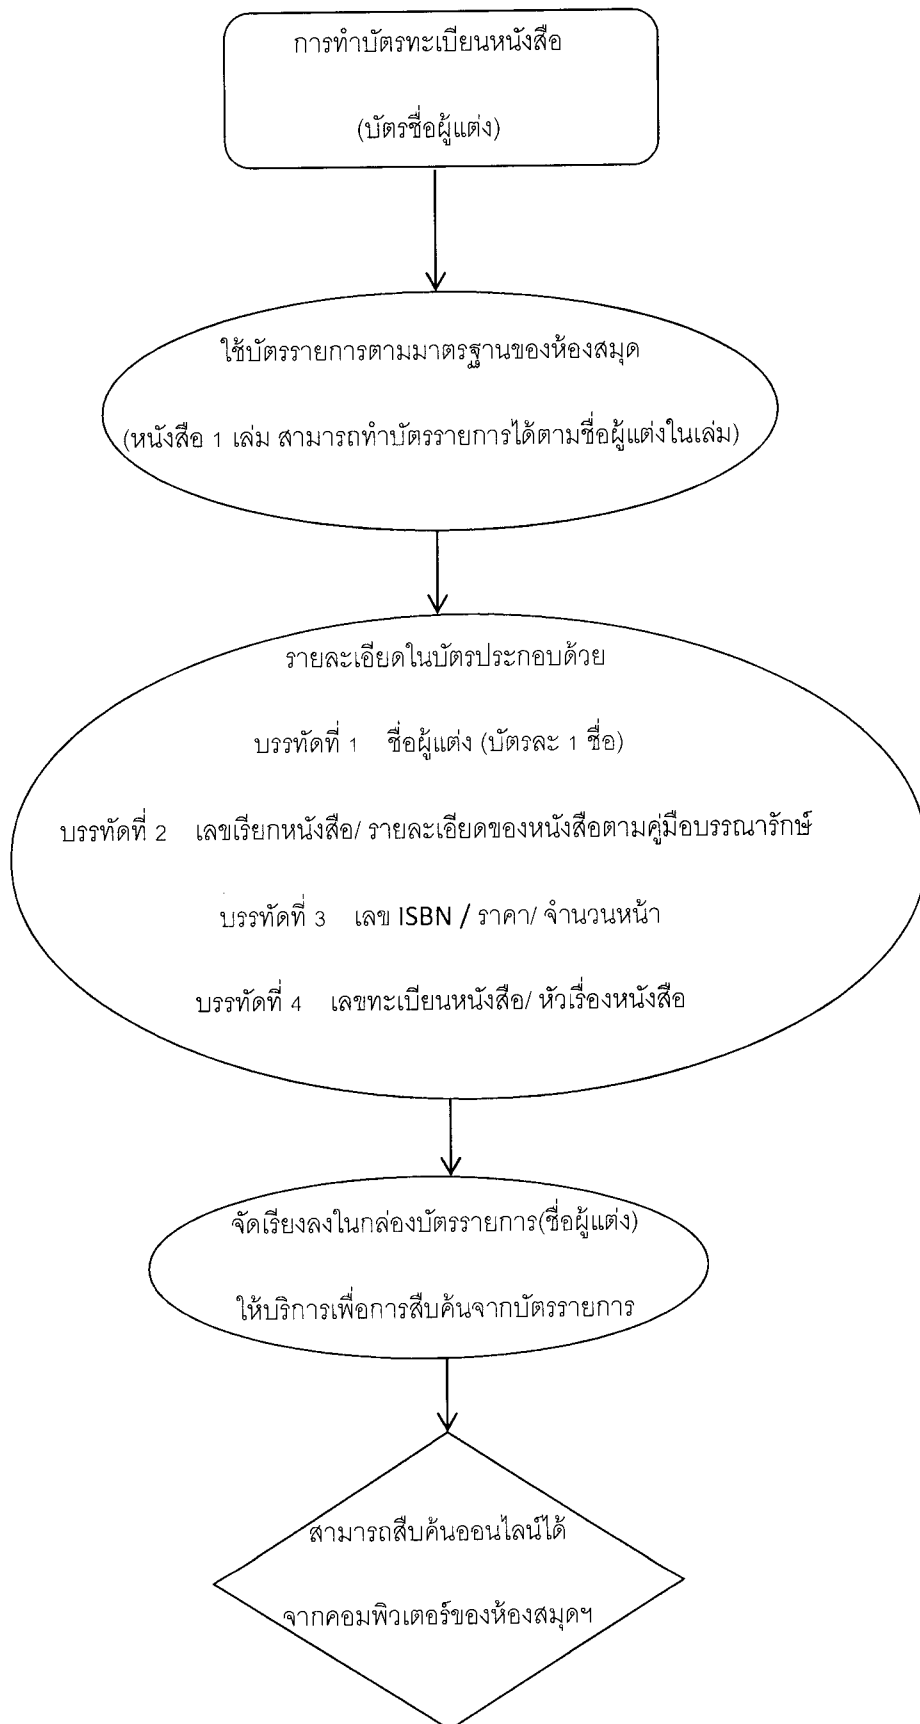 การทำบัตรทะเบียนหนังสือ
(บัตรชื่อผู้แต่ง)
ใช้บัตรรายการตามมาตรฐานของห้องสมุด
(หนังสือ 1 เล่ม สามารถทำบัตรรายการได้ตามชื่อผู้แต่งในเล่ม)
รายละเอียดในบัตรประกอบด้วย
บรรทัดที่ 1 ชื่อผู้แต่ง (บัตรละ 1 ชื่อ)
บรรทัดที่ 2 เลขเรียกหนังสือ/ รายละเอียดของหนังสือตามคู่มือบรรณารักษ์
บรรทัดที่ 3 เลข ISBN / ราคา/ จำนวนหน้า
บรรทัดที่ 4 เลขทะเบียนหนังสือ/ หัวเรื่องหนังสือ
จัดเรียงลงในกล่องบัตรรายการ(ชื่อผู้แต่ง)
ให้บริการเพื่อการสืบค้นจากบัตรรายการ
สามารถสืบค้นออนไลน์ได้
จากคอมพิวเตอร์ของห้องสมุดฯ